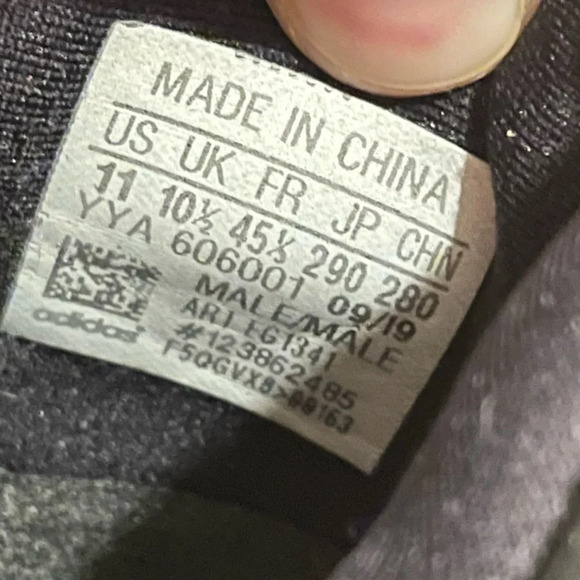 MADE IN CHINA
US UK FR JP CHN
11 10½ 45⅓ 290 280
YYA 606001 09/19
MALE/MÂLE
ART EG1341
#123862485
adidas